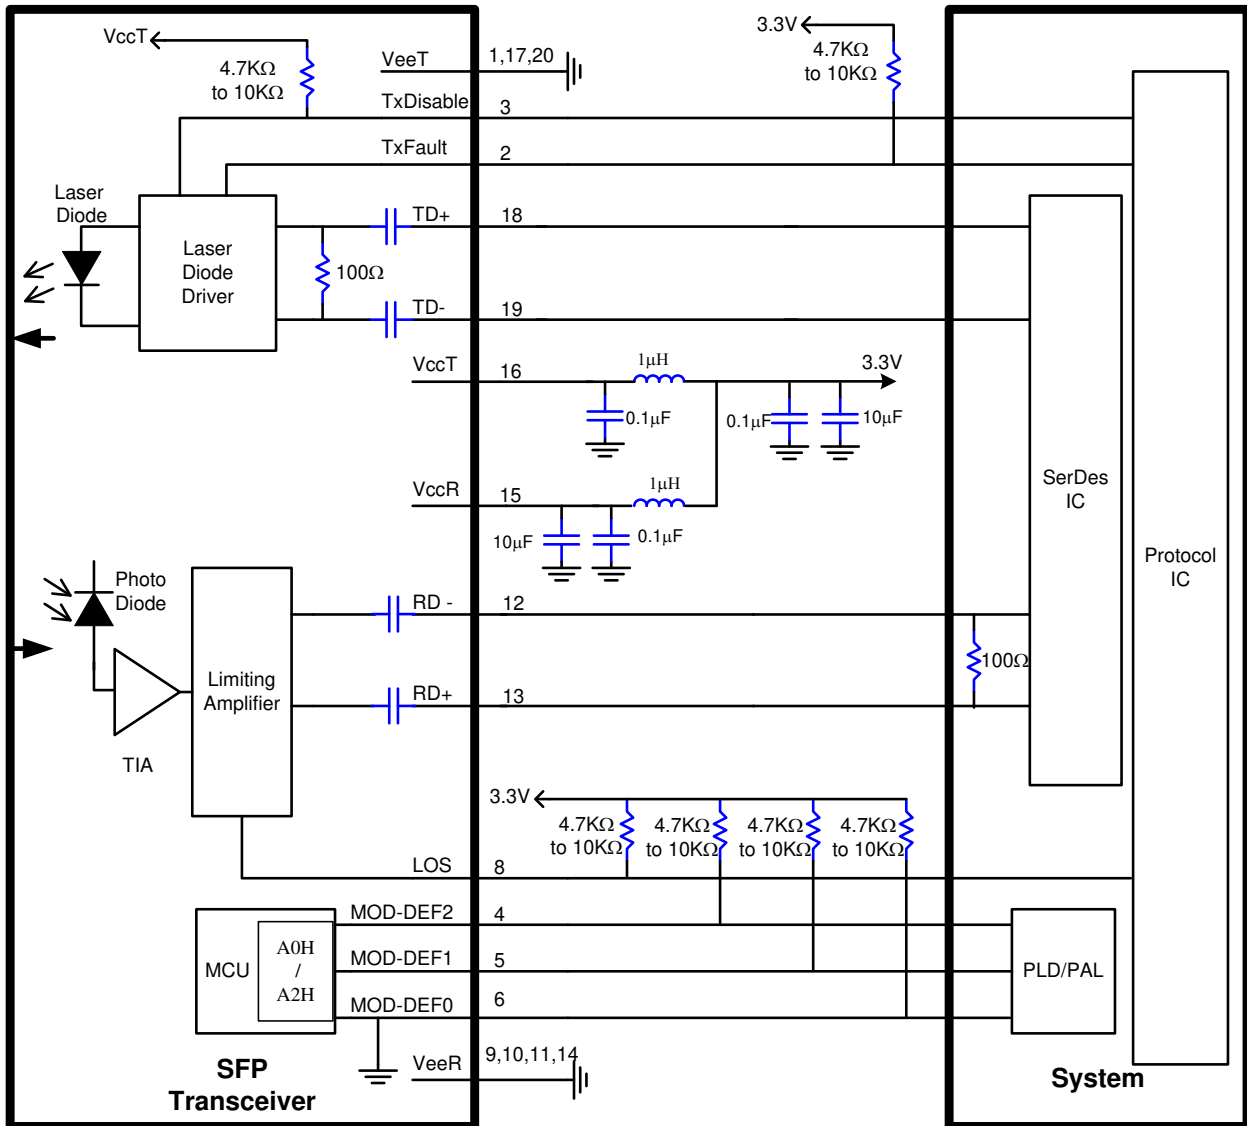 VccT
3.3V
4.7KΩ
to 10KΩ
VeeT
1,17,20
4.7KΩ
to 10KΩ
TxDisable
3
TxFault
2
Laser
Diode
TD+
18
Laser
Diode
Driver
100Ω
TD-
19
VccT
16
1μH
3.3V
0.1μF
0.1μF
10μF
VccR
15
1μH
10μF
0.1μF
SerDes
IC
Protocol
IC
Photo
Diode
RD -
12
Limiting
Amplifier
100Ω
RD+
13
TIA
3.3V
4.7KΩ
to 10KΩ
4.7KΩ
to 10KΩ
4.7KΩ
to 10KΩ
4.7KΩ
to 10KΩ
LOS
8
MOD-DEF2
4
MCU
A0H
/
A2H
MOD-DEF1
5
PLD/PAL
MOD-DEF0
6
VeeR
9,10,11,14
SFP
Transceiver
System